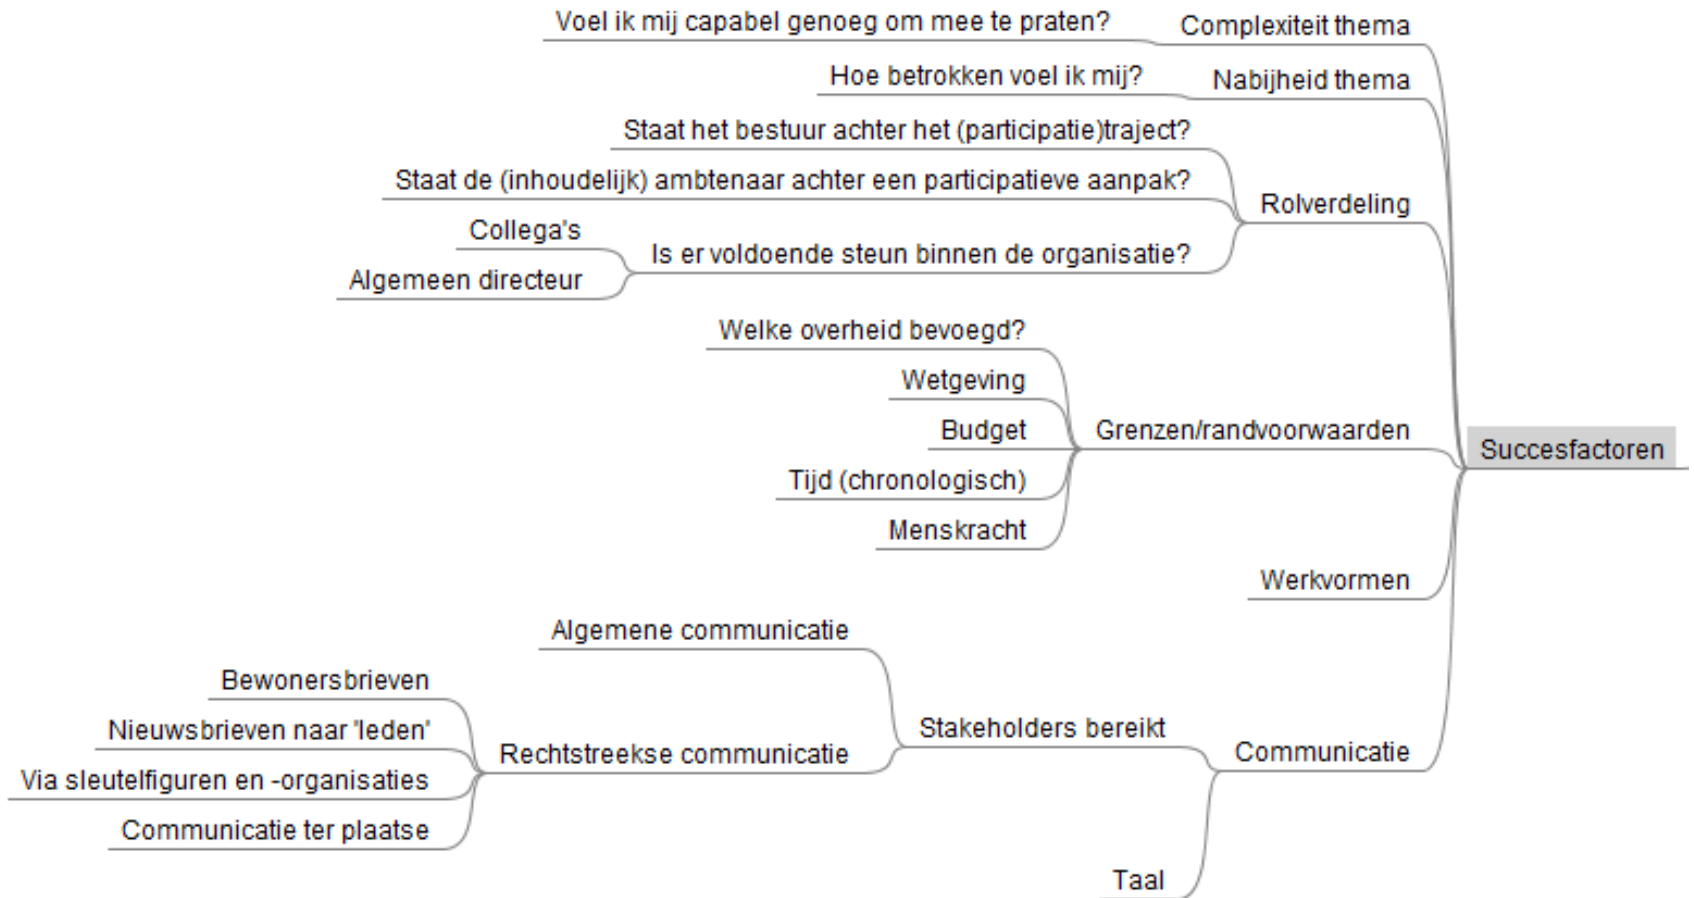 Voel ik mij capabel genoeg om mee te praten?
Complexiteit thema
Hoe betrokken voel ik mij?
Nabijheid thema
Staat het bestuur achter het (participatie)traject?
Staat de (inhoudelijk) ambtenaar achter een participatieve aanpak?
Rolverdeling
Collega's
Is er voldoende steun binnen de organisatie?
Algemeen directeur
Welke overheid bevoegd?
Wetgeving
Budget
Grenzen/randvoorwaarden
Succesfactoren
Tijd (chronologisch)
Menskracht
Werkvormen
Algemene communicatie
Bewonersbrieven
Nieuwsbrieven naar 'leden'
Stakeholders bereikt
Rechtstreekse communicatie
Communicatie
Via sleutelfiguren en -organisaties
Communicatie ter plaatse
Taal